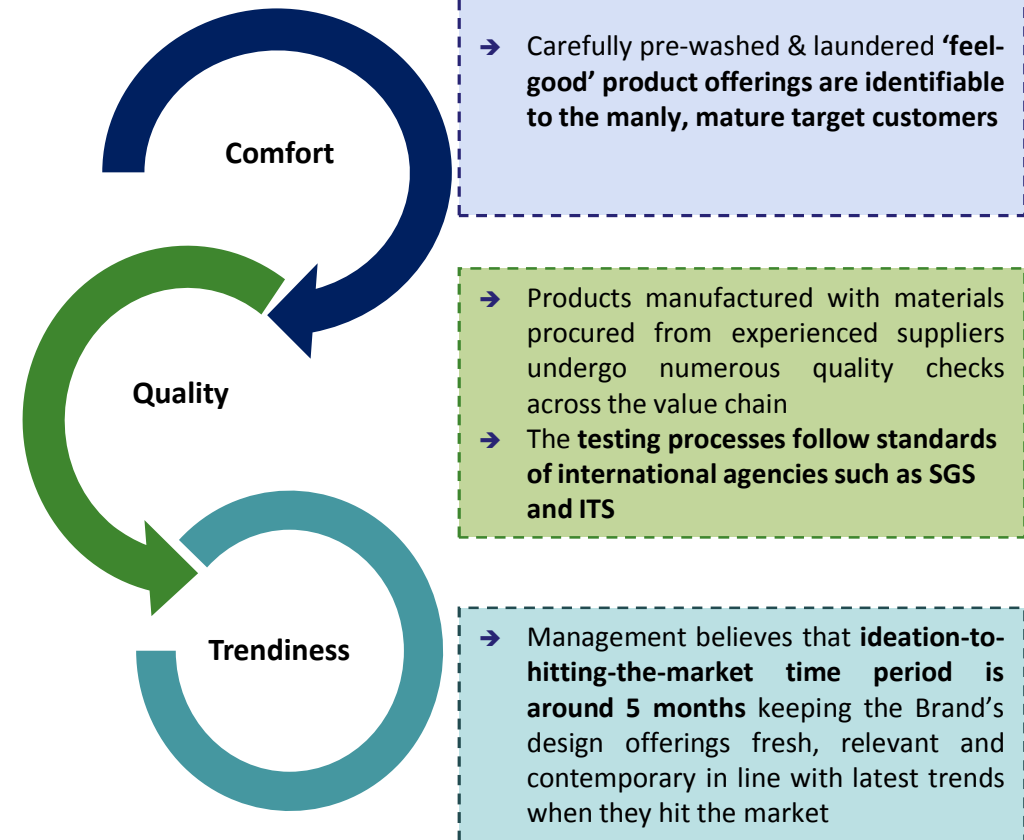 Comfort
➔ Carefully pre-washed & laundered ‘feel-
good’ product offerings are identifiable
to the manly, mature target customers
Quality
➔ Products manufactured with materials
procured from experienced suppliers
undergo numerous quality checks
across the value chain
➔ The testing processes follow standards
of international agencies such as SGS
and ITS
Trendiness
➔ Management believes that ideation-to-
hitting-the-market time period is
around 5 months keeping the Brand’s
design offerings fresh, relevant and
contemporary in line with latest trends
when they hit the market